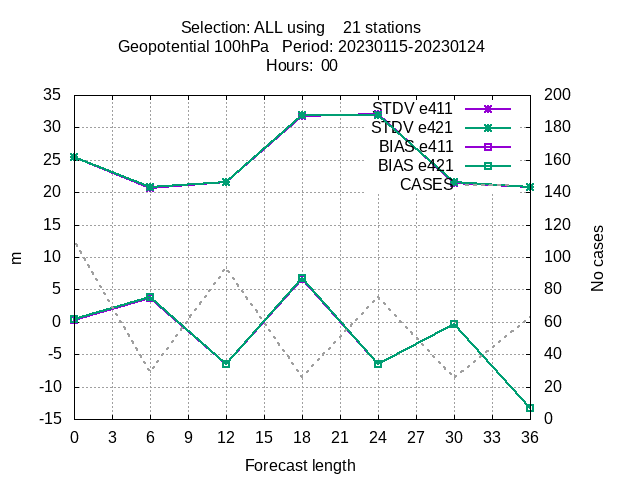 Selection: ALL using    21 stations
Geopotential 100hPa   Period: 20230115-20230124
Hours:  00
35
30
25
20
15
10
5
0
-5
-10
-15
m
200
180
160
140
120
100
80
60
40
20
0
No cases
STDV e411
STDV e421
BIAS e411
BIAS e421
CASES
0 3 6 9 12 15 18 21 24 27 30 33 36
Forecast length